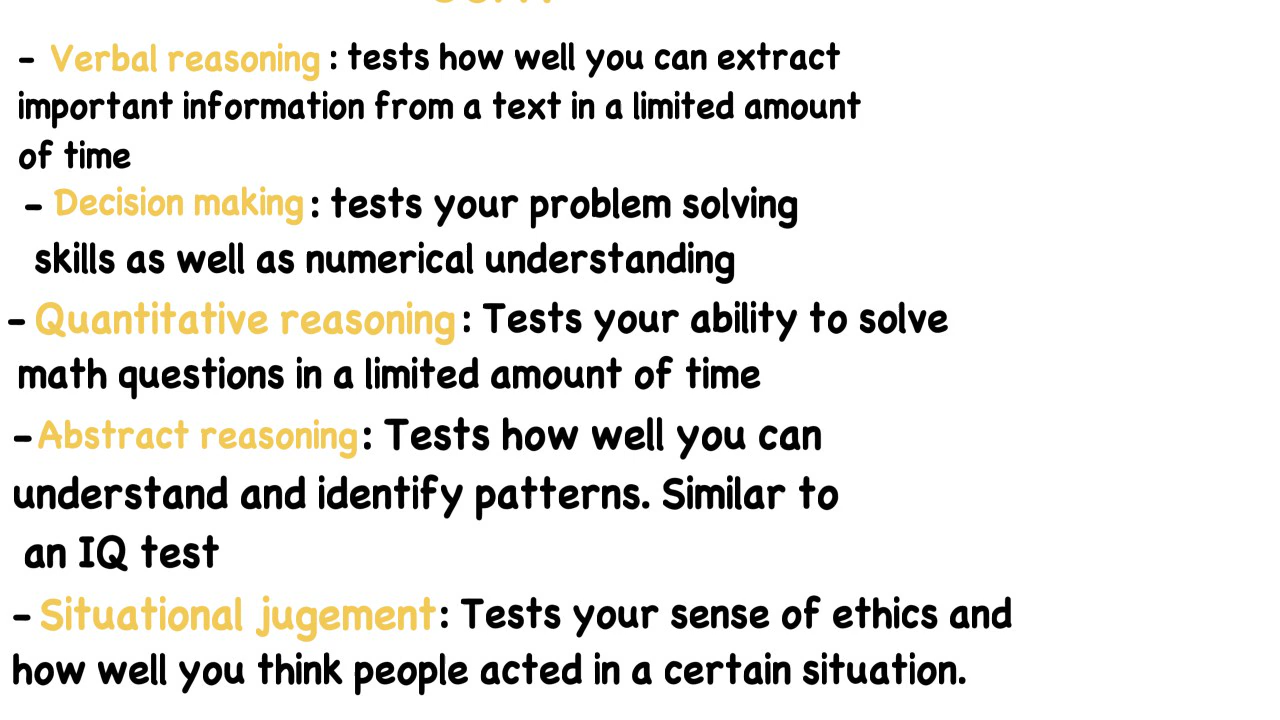 - Verbal reasoning : tests how well you can extract
important information from a text in a limited amount
of time
- Decision making : tests your problem solving
skills as well as numerical understanding
- Quantitative reasoning : Tests your ability to solve
math questions in a limited amount of time
- Abstract reasoning : Tests how well you can
understand and identify patterns. Similar to
an IQ test
- Situational jugement : Tests your sense of ethics and
how well you think people acted in a certain situation.